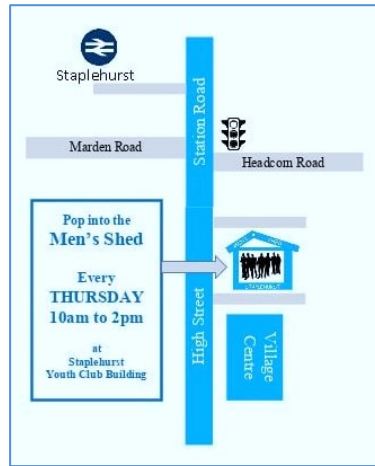 Staplehurst
Station Road
Marden Road
Headcorn Road
Pop into the
Men's Shed
Every
THURSDAY
10am to 2pm
at
Staplehurst
Youth Club Building
High Street
STAPLEHURST
Village
Centre